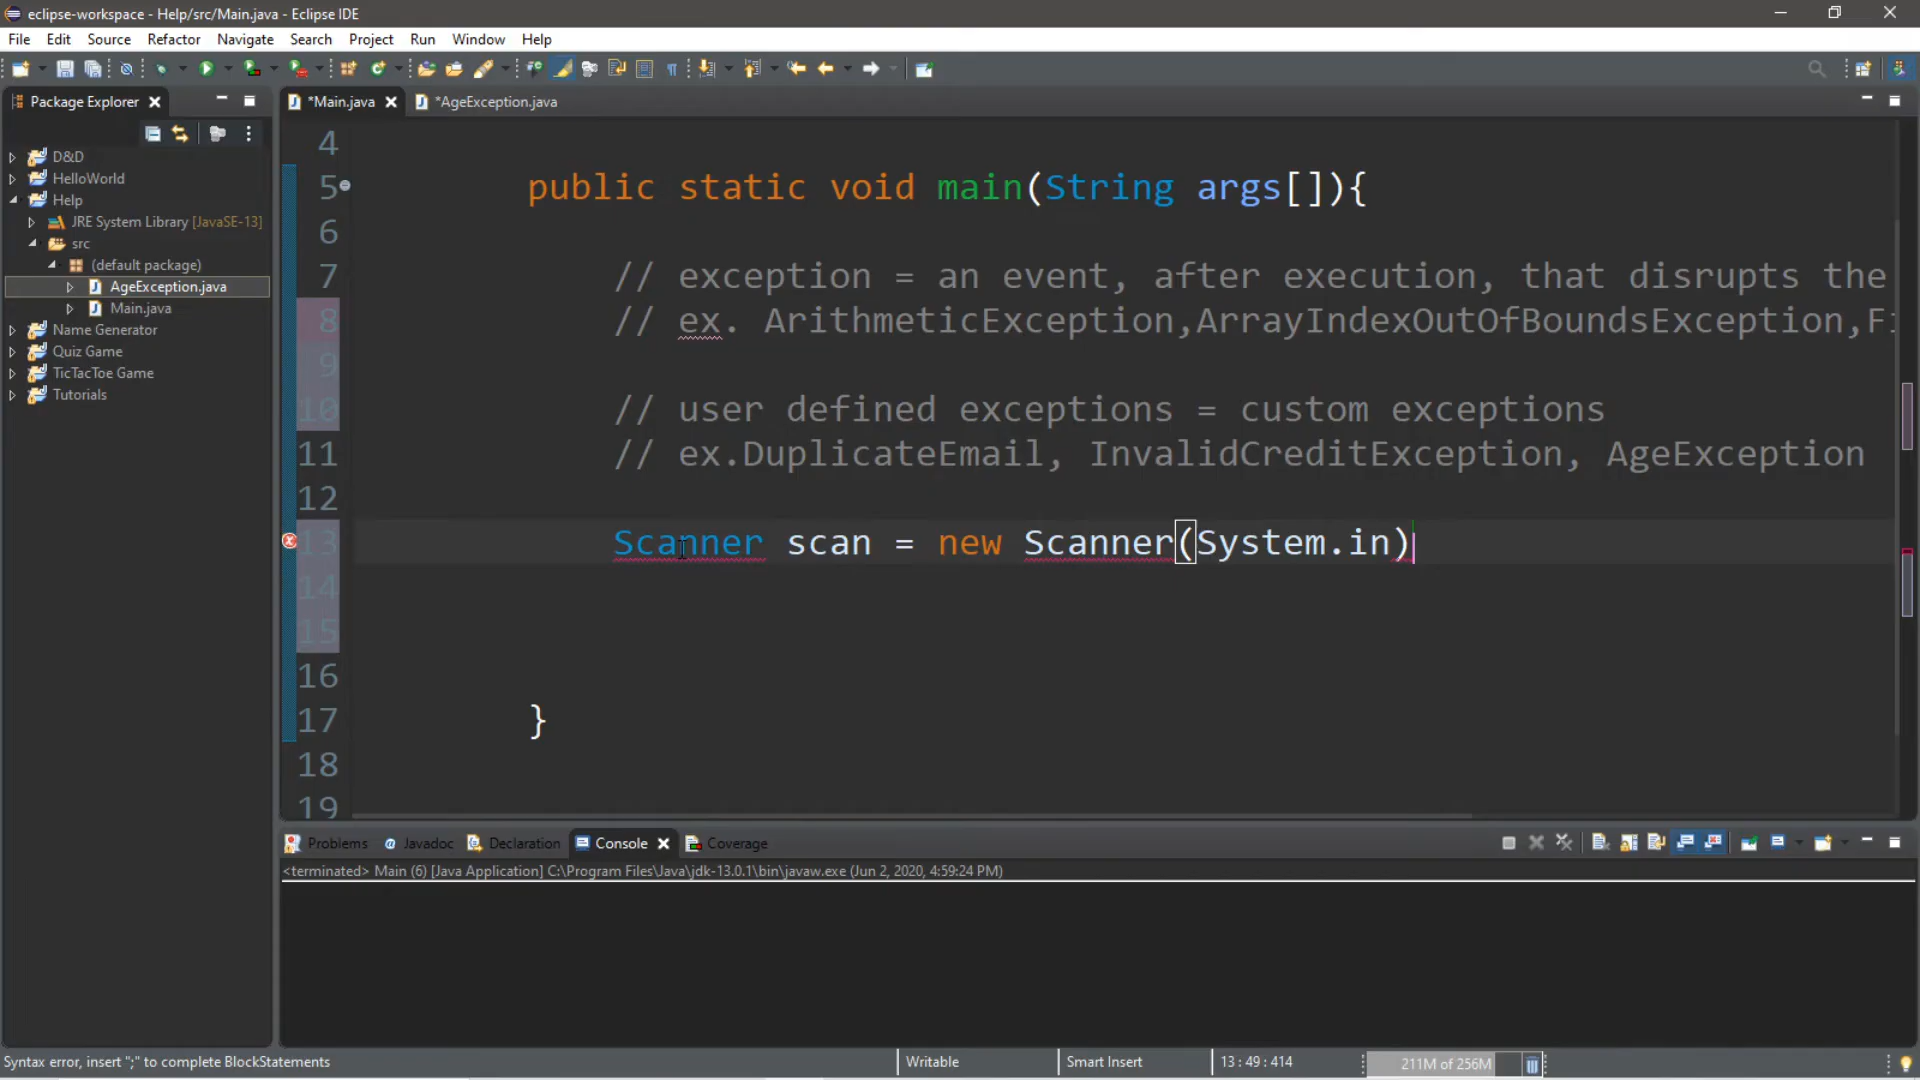 eclipse-workspace - Help/src/Main.java - Eclipse IDE
File Edit Source Refactor Navigate Search Project Run Window Help
Package Explorer
*Main.java *AgeException.java
D&D
HelloWorld
Help
JRE System Library [JavaSE-13]
src
(default package)
AgeException.java
Main.java
Name Generator
Quiz Game
TicTacToe Game
Tutorials
4
5 public static void main(String args[]){
6
7 // exception = an event, after execution, that disrupts the
8 // ex. ArithmeticException,ArrayIndexOutOfBoundsException,
9
10 // user defined exceptions = custom exceptions
11 // ex.DuplicateEmail, InvalidCreditException, AgeException
12
13 Scanner scan = new Scanner(System.in)
14
15
16
17 }
18
19
Problems Javadoc Declaration Console Coverage
<terminated> Main (6) [Java Application] C:\Program Files\Java\jdk-13.0.1\bin\javaw.exe (Jun 2, 2020, 4:59:24 PM)
Syntax error, insert ";" to complete BlockStatements Writable Smart Insert 13 : 49 : 414 211M of 256M